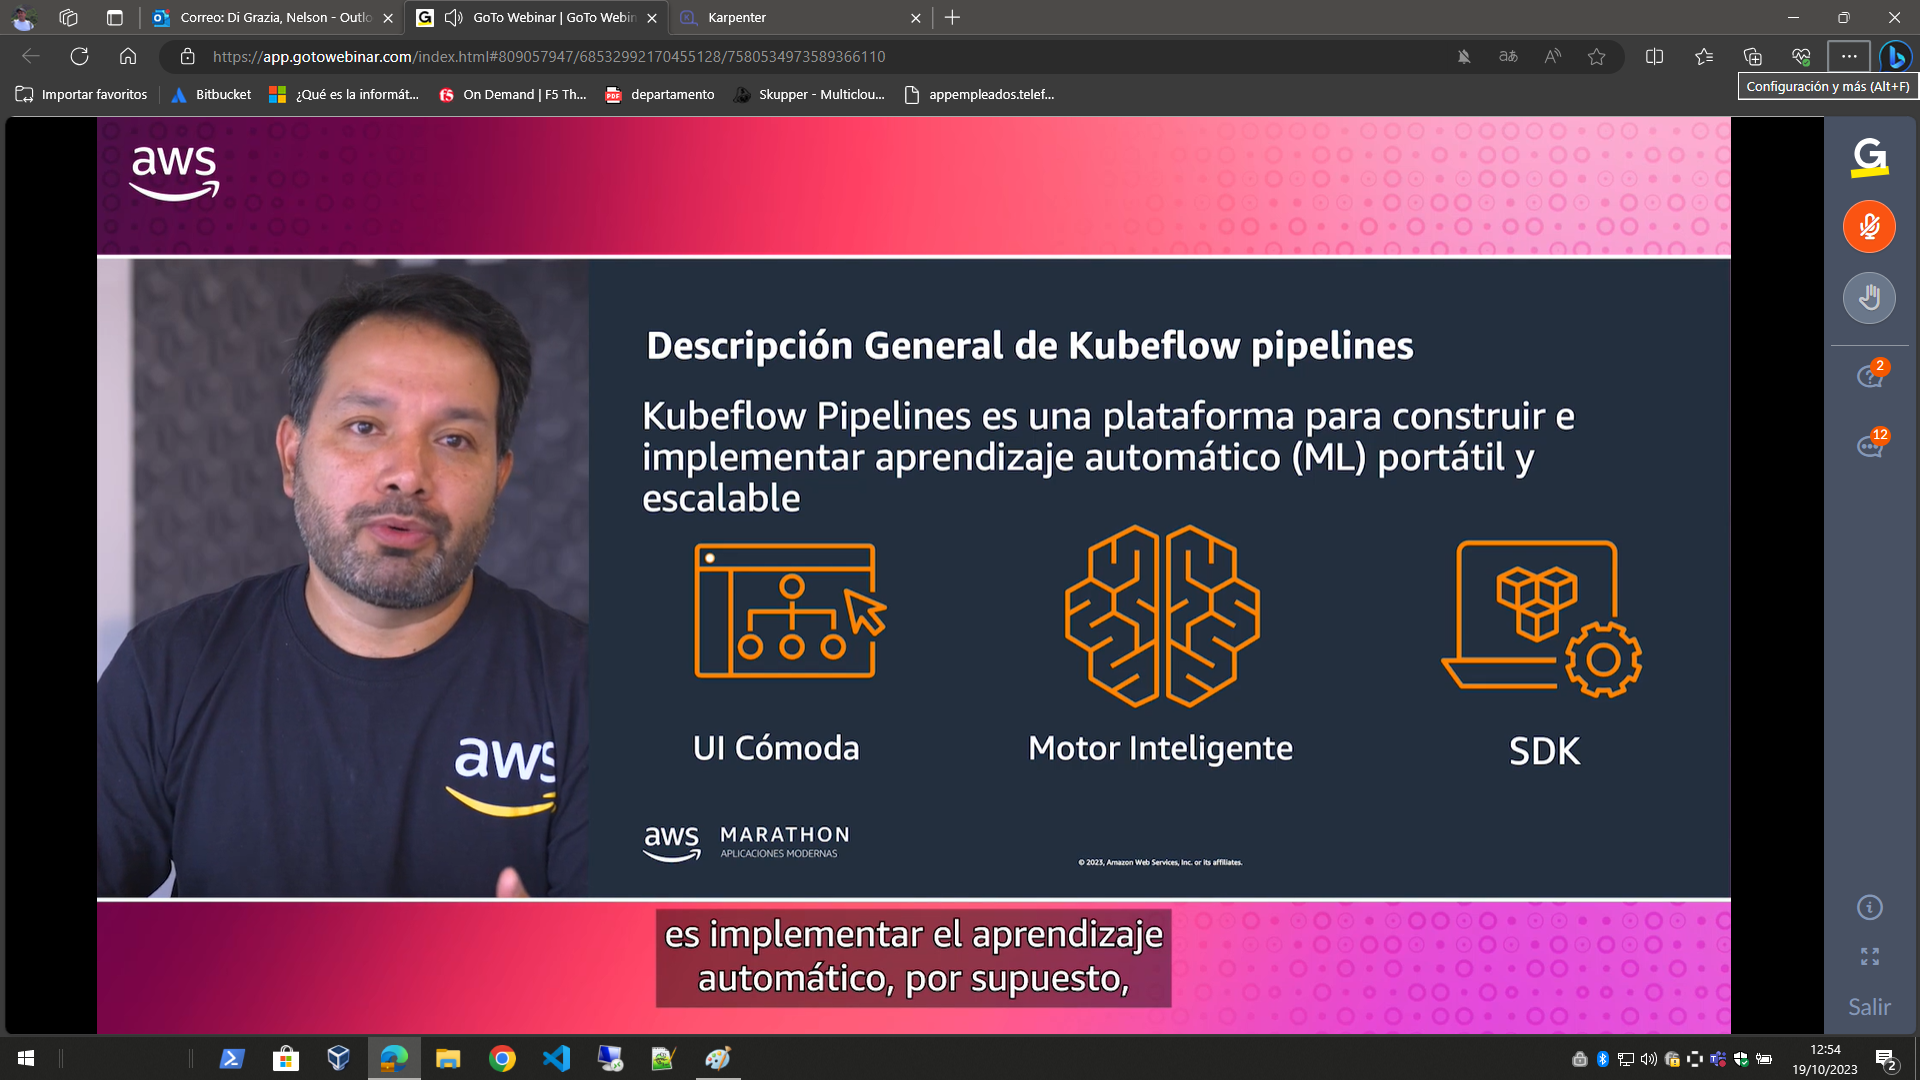 Correo: Di Grazia, Nelson - Outlo
GoTo Webinar | GoTo Webin
Karpenter
https://app.gotowebinar.com/index.html#809057947/68532992170455128/7580534973589366110
Importar favoritos
Bitbucket
¿Qué es la informát...
On Demand | F5 Th...
departamento
Skupper - Multiclou...
appempleados.telef...
Configuración y más (Alt+F)
aws
G
Descripción General de Kubeflow pipelines
Kubeflow Pipelines es una plataforma para construir e
implementar aprendizaje automático (ML) portátil y
escalable
2
12
UI Cómoda
Motor Inteligente
SDK
aws
aws MARATHON
APLICACIONES MODERNAS
© 2023, Amazon Web Services, Inc. or its affiliates.
es implementar el aprendizaje
automático, por supuesto,
Salir
12:54
19/10/2023
2